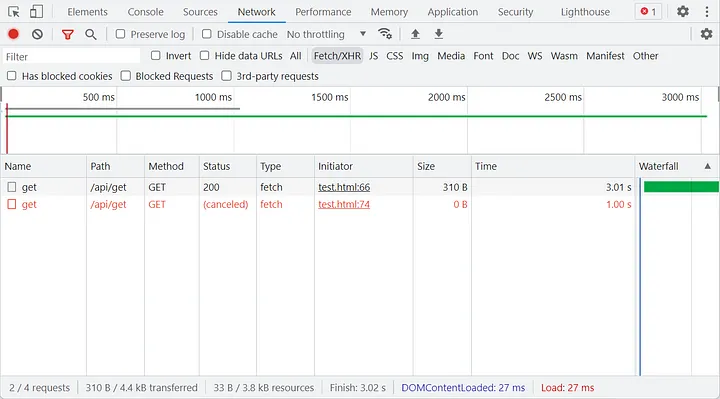 Elements Console Sources Network Performance Memory Application Security Lighthouse 1
Preserve log Disable cache No throttling
Filter Invert Hide data URLs All Fetch/XHR JS CSS Img Media Font Doc WS Wasm Manifest Other
Has blocked cookies Blocked Requests 3rd-party requests
500 ms 1000 ms 1500 ms 2000 ms 2500 ms 3000 ms
Name Path Method Status Type Initiator Size Time Waterfall
get /api/get GET 200 fetch test.html:66 310 B 3.01 s
get /api/get GET (canceled) fetch test.html:74 0 B 1.00 s
2 / 4 requests 310 B / 4.4 kB transferred 33 B / 3.8 kB resources Finish: 3.02 s DOMContentLoaded: 27 ms Load: 27 ms